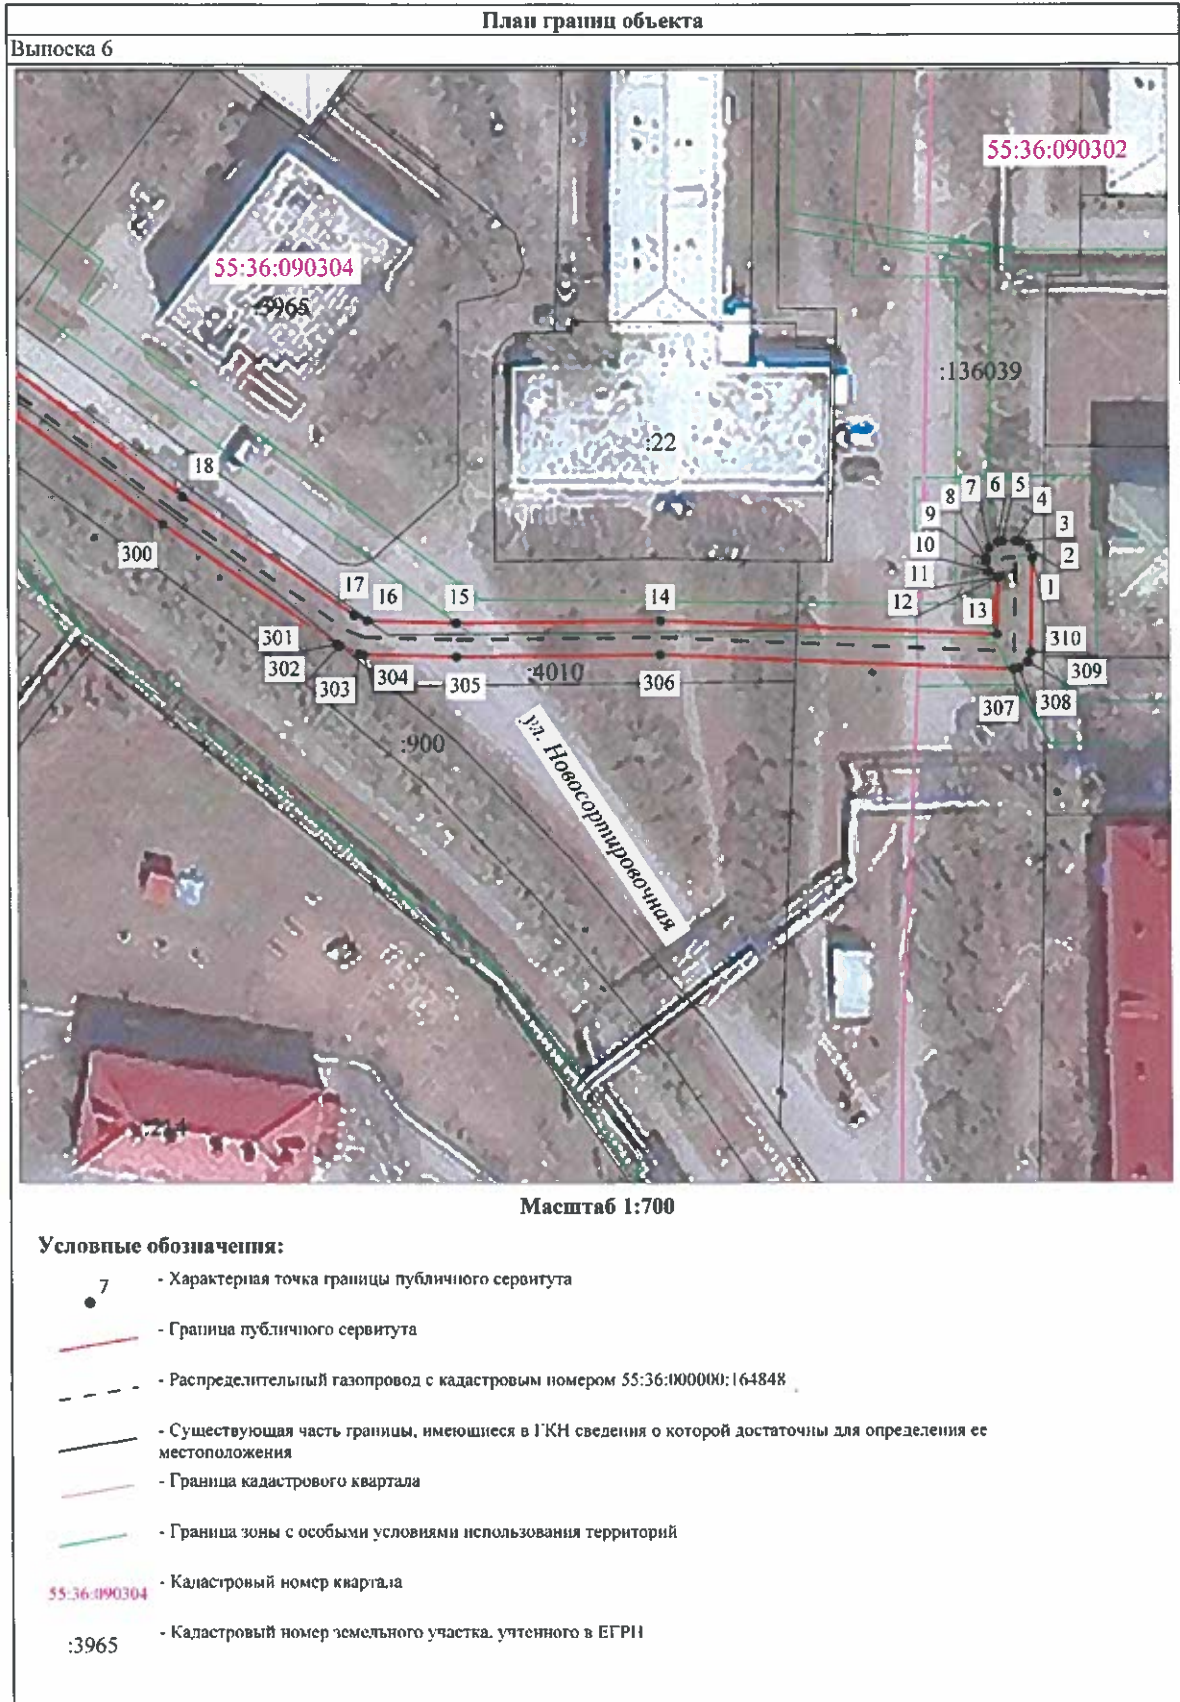 План границ объекта
Выноска 6
55:36:090302
55:36:090304
:3965
:136039
:22
18
300
17
16
15
14
301
302
303
304
305
306
:4010
:900
ул. Новосортировочная
9
8
7
6
5
4
3
2
1
10
11
12
13
310
309
308
307
:214
Масштаб 1:700
Условные обозначения:
7
- Характерная точка границы публичного сервитута
- Граница публичного сервитута
- Распределительный газопровод с кадастровым номером 55:36:000000:164848
- Существующая часть границы, имеющиеся в ГКН сведения о которой достаточны для определения ее
местоположения
- Граница кадастрового квартала
- Граница зоны с особыми условиями использования территорий
55:36:090304
- Кадастровый номер квартала
:3965
- Кадастровый номер земельного участка, учтенного в ЕГРН